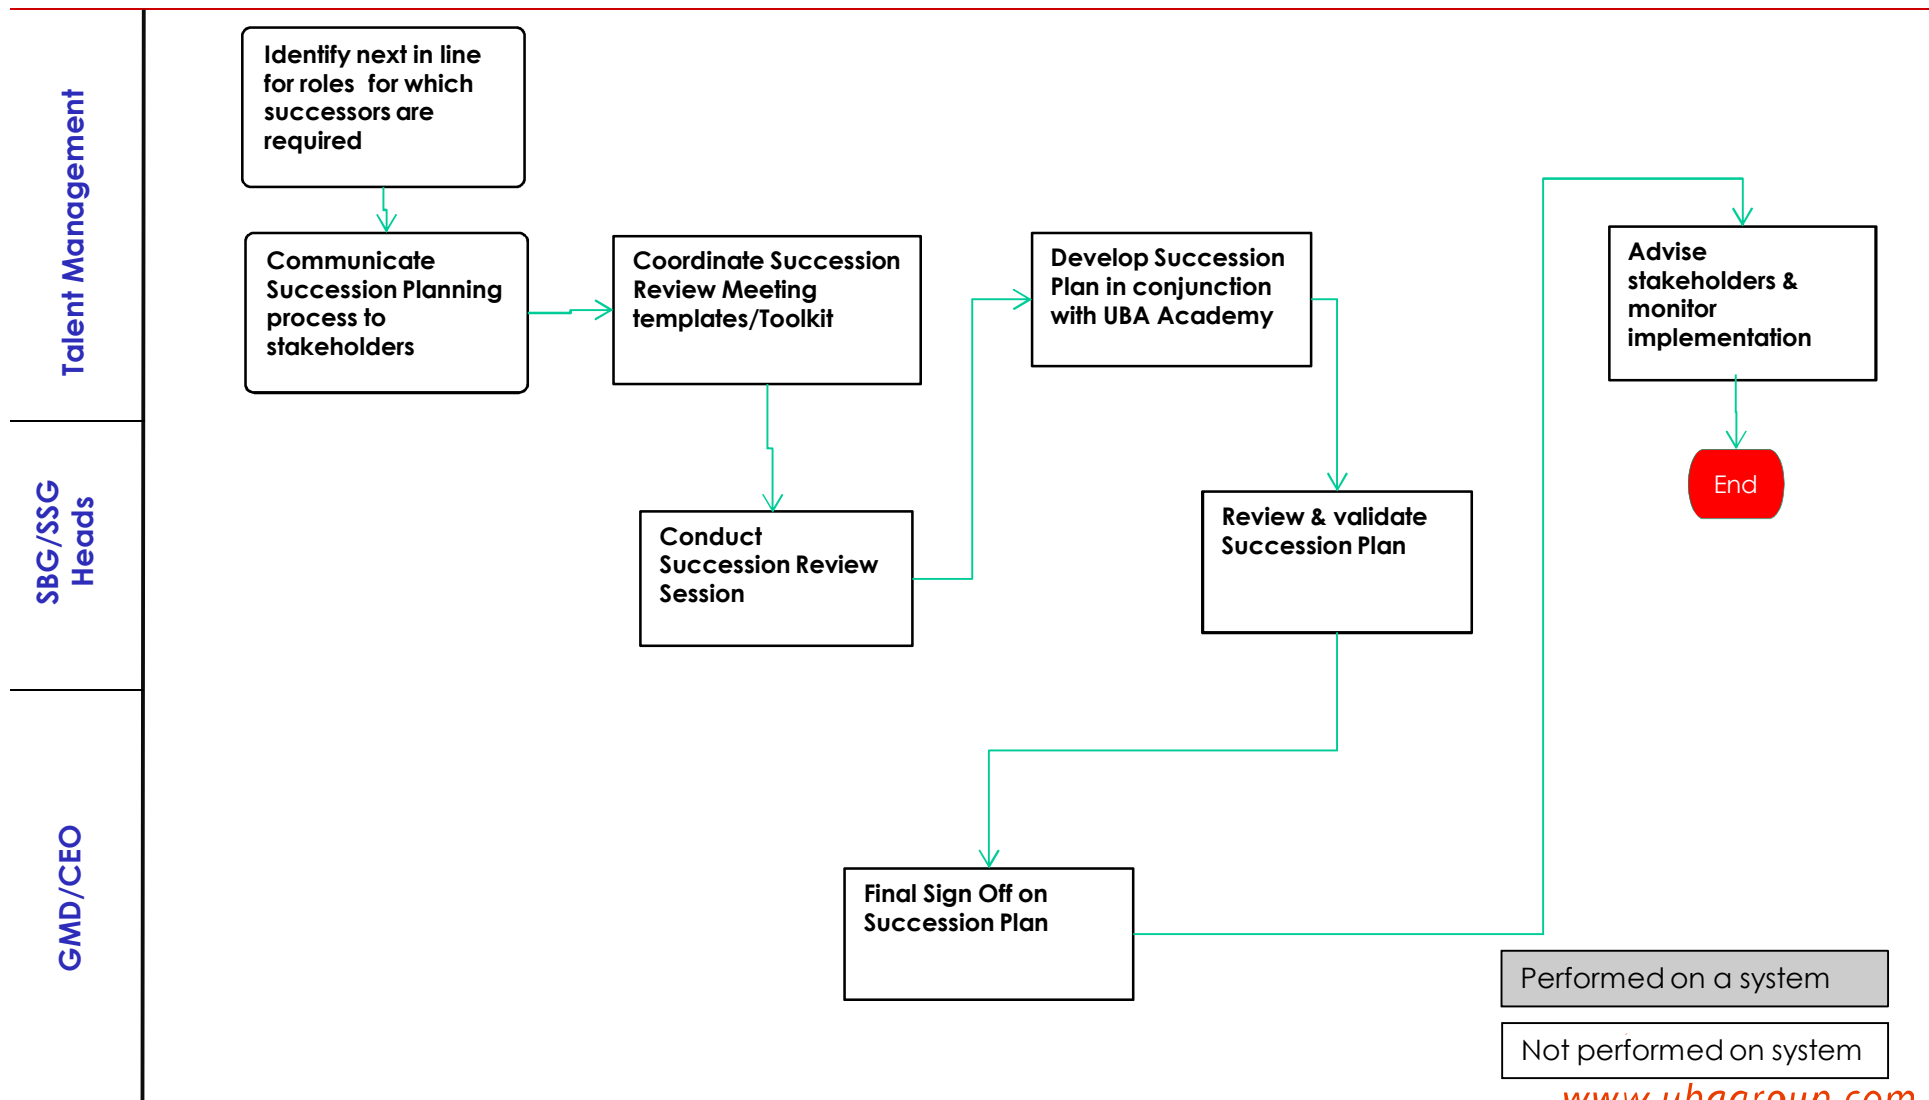 Talent Management
Identify next in line
for roles for which
successors are
required
Communicate
Succession Planning
process to
stakeholders
Coordinate Succession
Review Meeting
templates/Toolkit
Develop Succession
Plan in conjunction
with UBA Academy
Advise
stakeholders &
monitor
implementation
SBG/SSG
Heads
Conduct
Succession Review
Session
Review & validate
Succession Plan
End
GMD/CEO
Final Sign Off on
Succession Plan
Performed on a system
Not performed on system
www.ubagroup.com